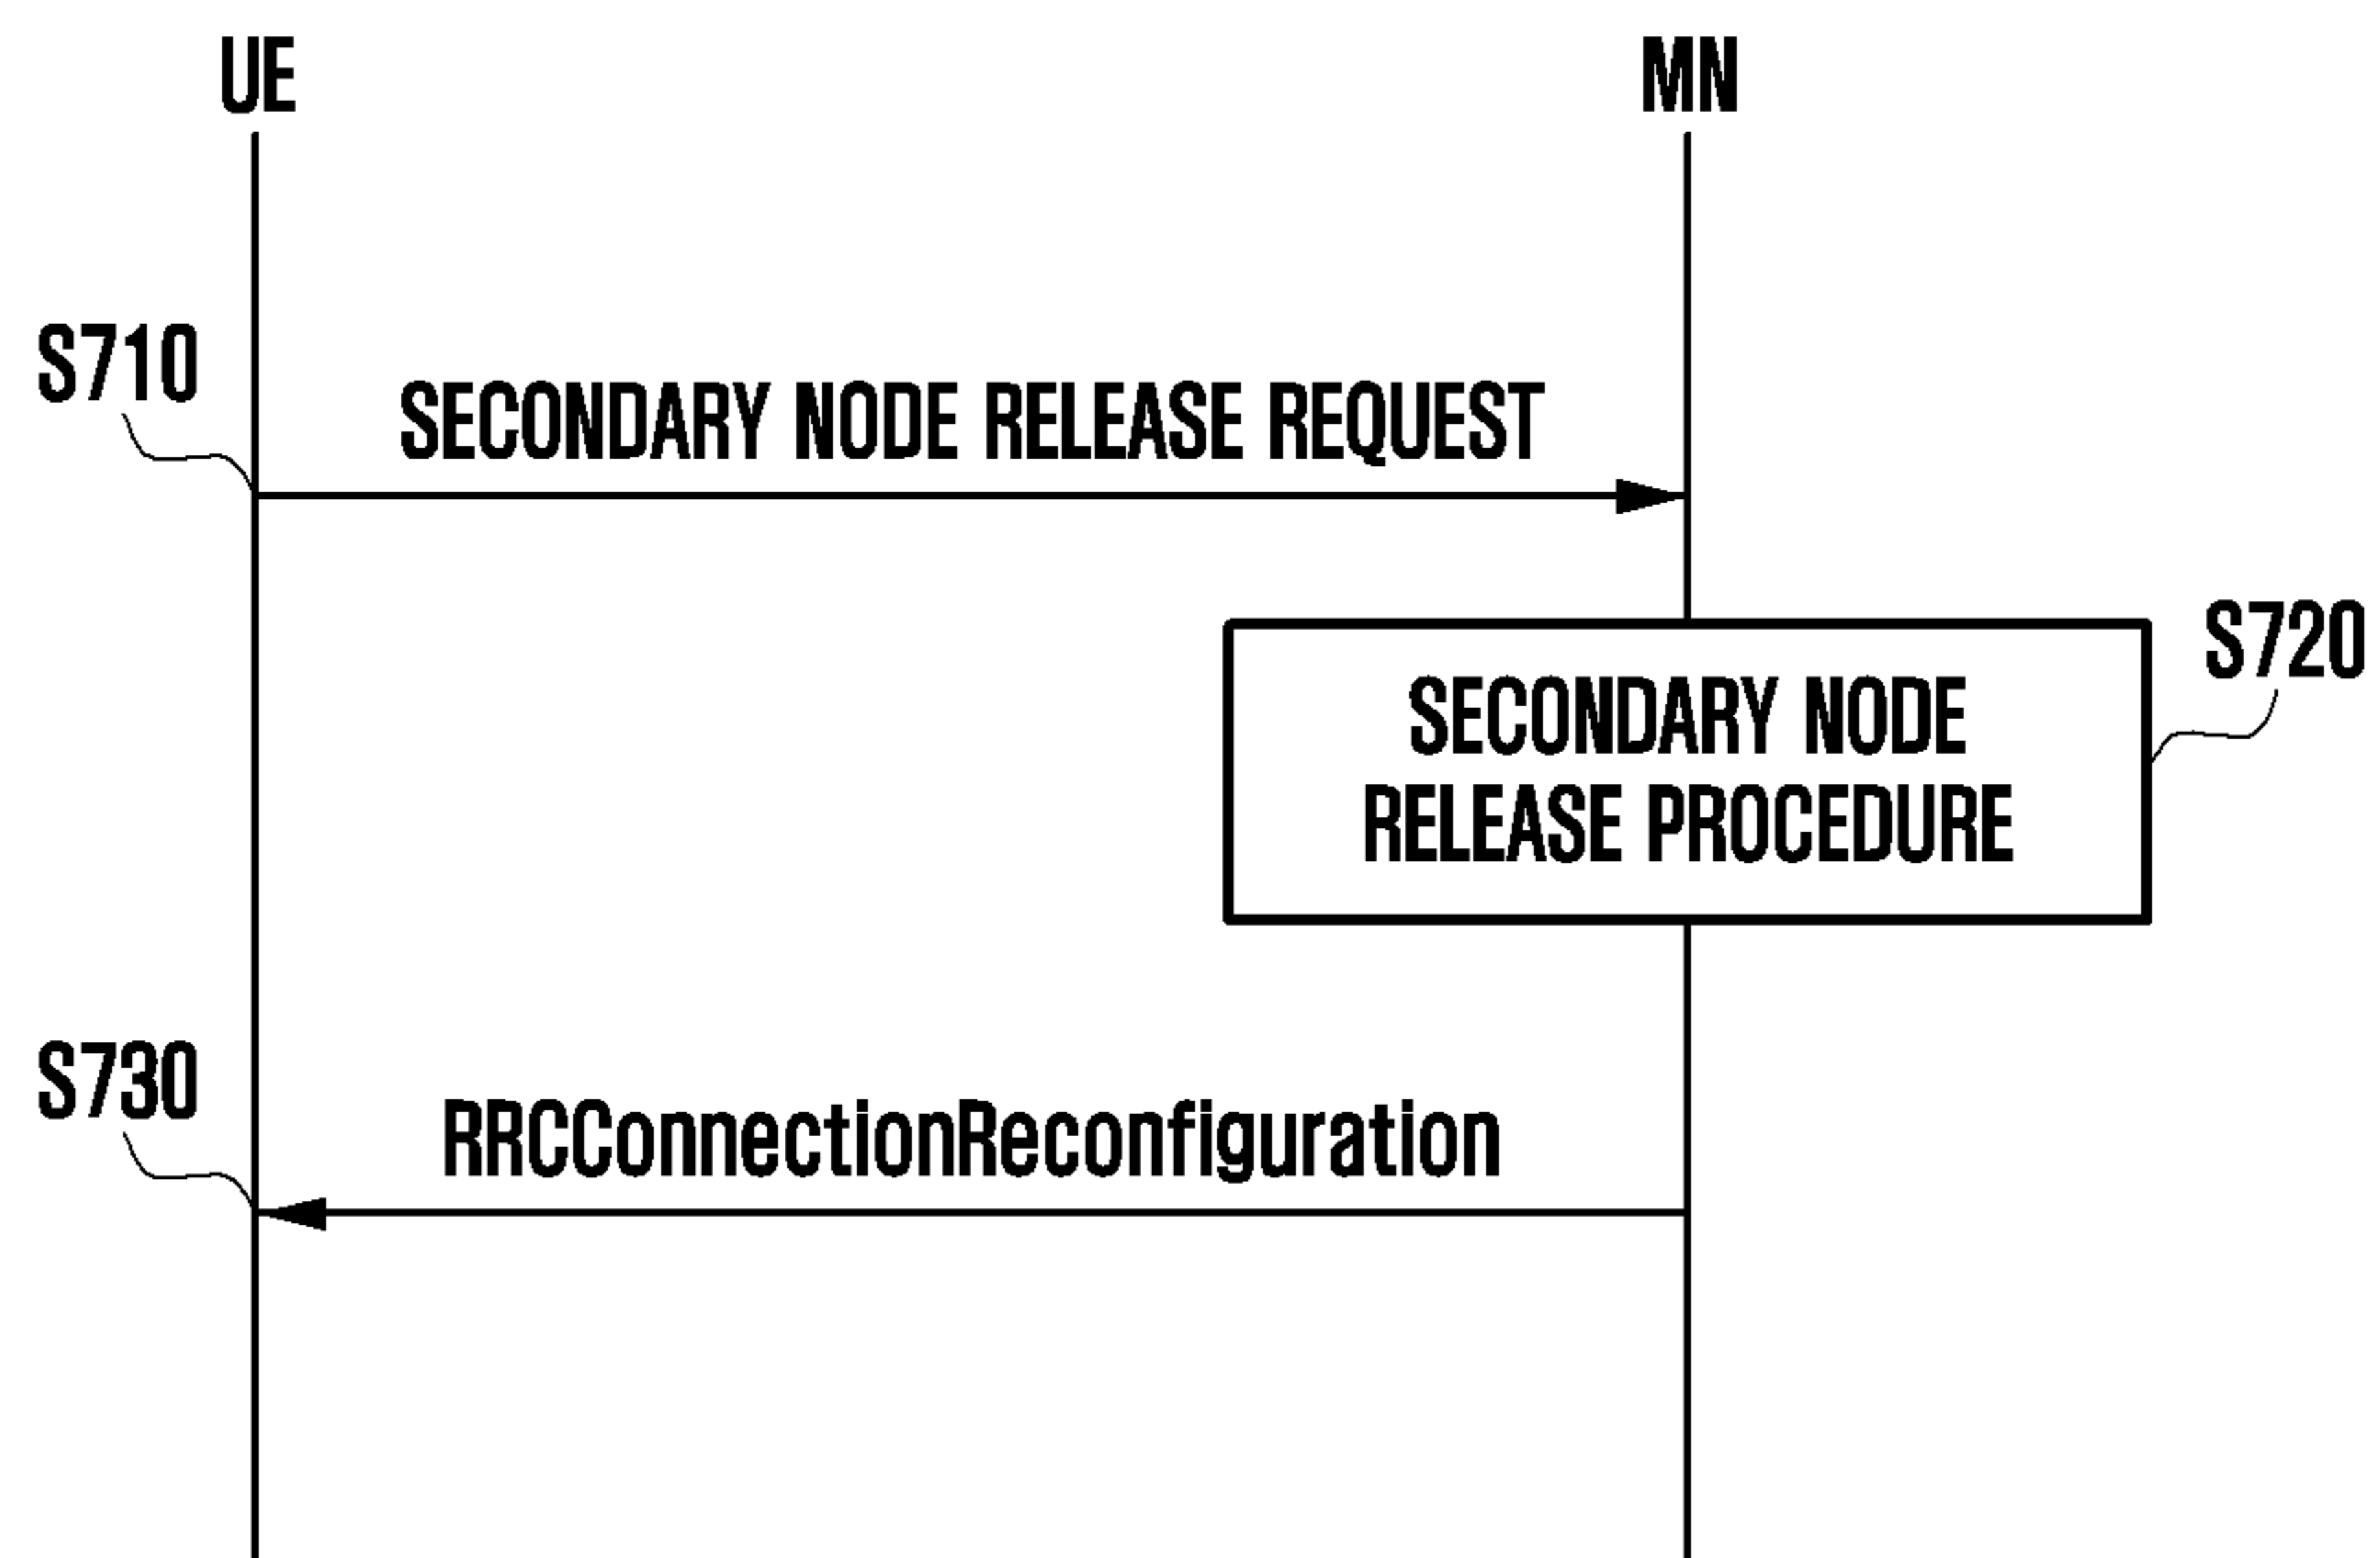 UE
MN
S710
SECONDARY NODE RELEASE REQUEST
S720
SECONDARY NODE
RELEASE PROCEDURE
S730
RRCConnectionReconfiguration